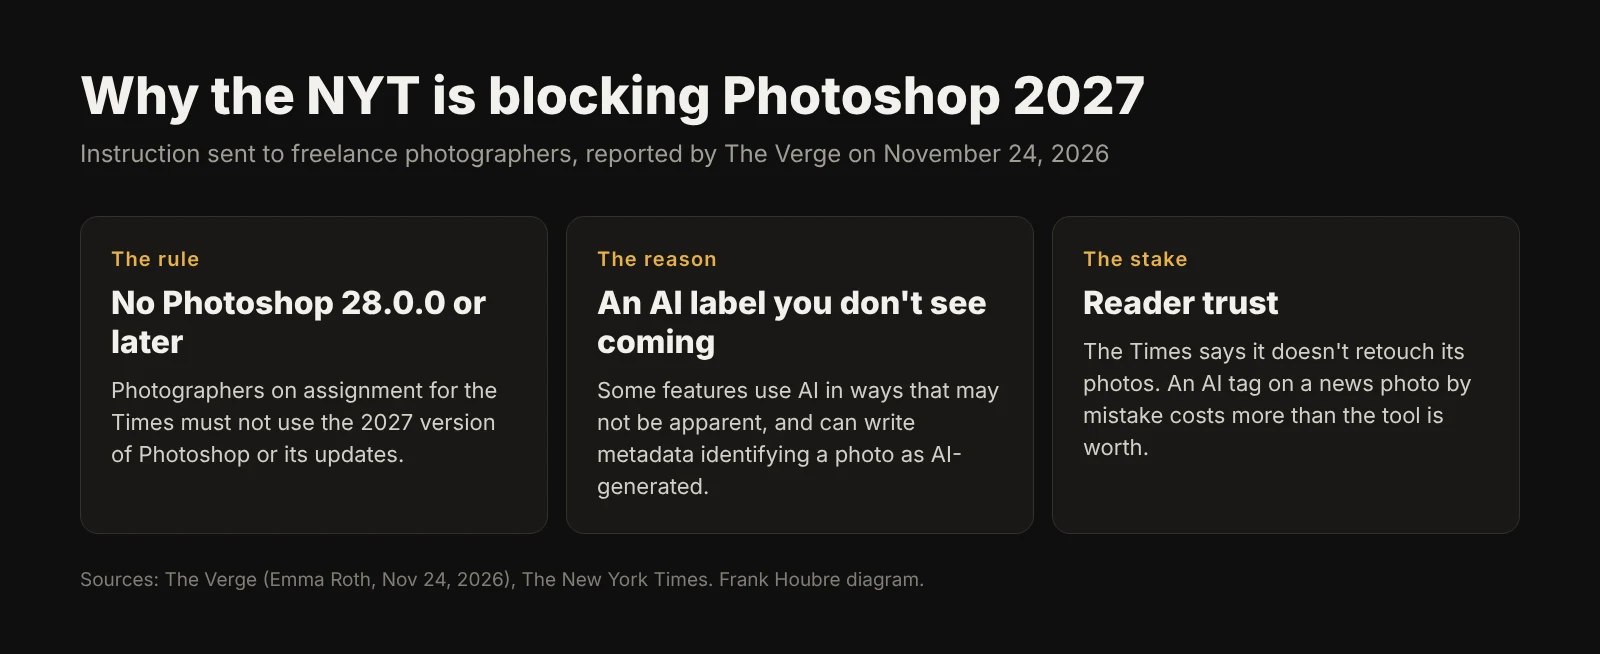 Why the NYT is blocking Photoshop 2027
Instruction sent to freelance photographers, reported by The Verge on November 24, 2026
The rule
No Photoshop 28.0.0 or
later
Photographers on assignment for the
Times must not use the 2027 version
of Photoshop or its updates.
The reason
An AI label you don't see
coming
Some features use AI in ways that may
not be apparent, and can write
metadata identifying a photo as AI-
generated.
The stake
Reader trust
The Times says it doesn't retouch its
photos. An AI tag on a news photo by
mistake costs more than the tool is
worth.
Sources: The Verge (Emma Roth, Nov 24, 2026), The New York Times. Frank Houbre diagram.